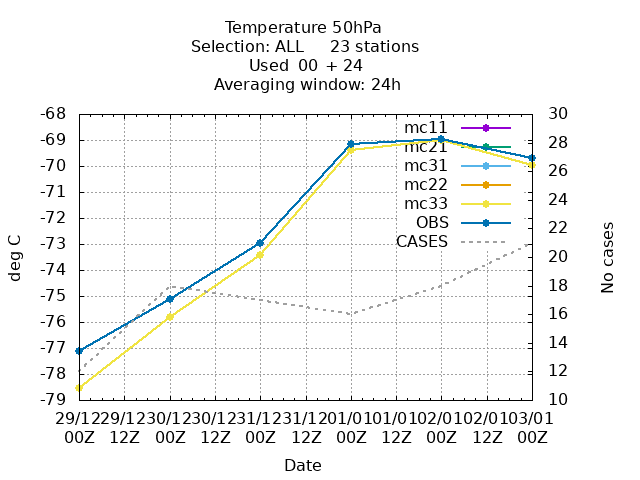 Temperature 50hPa
Selection: ALL 23 stations
Used 00 + 24
Averaging window: 24h
-68
-69
-70
-71
-72
-73
-74
-75
-76
-77
-78
-79
30
28
26
24
22
20
18
16
14
12
10
mc11
mc21
mc31
mc22
mc33
OBS
CASES
deg C
No cases
29/12 29/12 30/12 30/12 31/12 31/12 01/01 01/01 02/01 02/01 03/01
00Z 12Z 00Z 12Z 00Z 12Z 00Z 12Z 00Z 12Z 00Z
Date